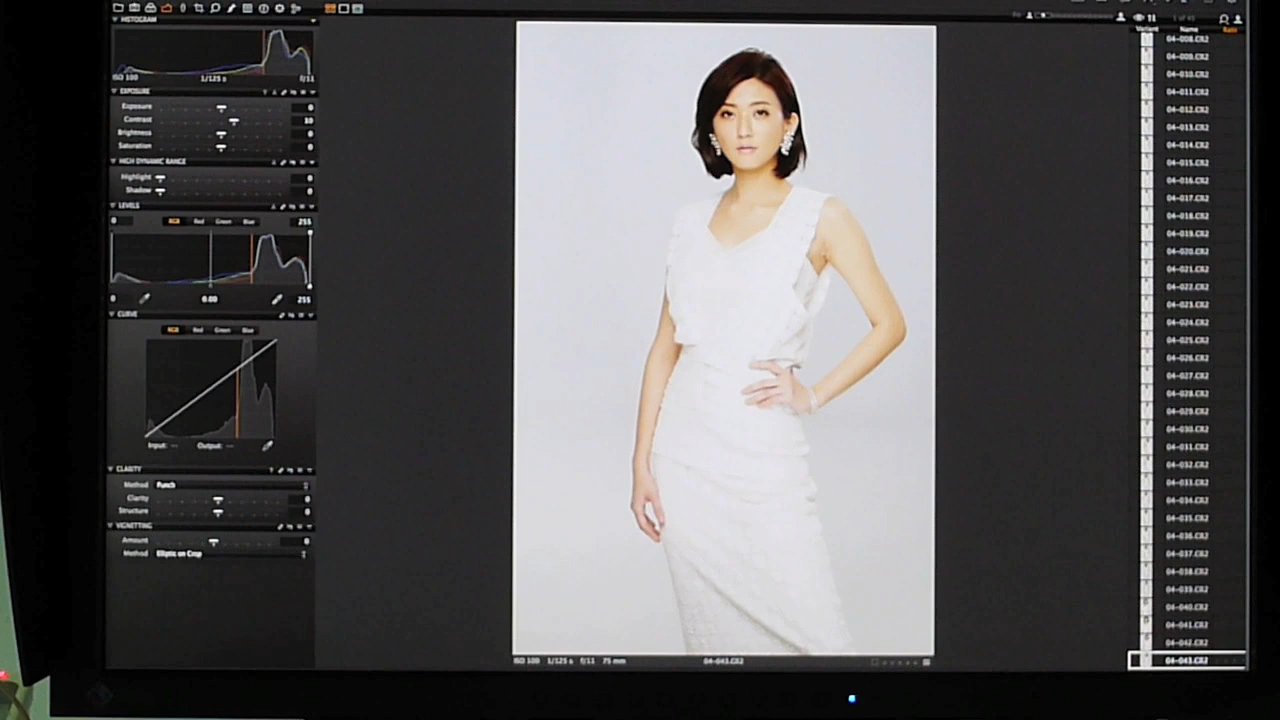 HISTOGRAM
ISO 100 1/125 s f/11
EXPOSURE
Exposure 0
Contrast 10
Brightness 0
Saturation 0
HIGH DYNAMIC RANGE
Highlight 0
Shadow 0
LEVELS
0 RGB Red Green Blue 255
0 0.00 255
CURVE
RGB Red Green Blue
Input: -- Output: --
CLARITY
Method Punch
Clarity 0
Structure 0
VIGNETTING
Amount 0
Method Elliptic on Crop
ISO 100 1/125 s f/11 75 mm 04-043.CR2
1 of 43
Variant Name Rate
04-008.CR2
04-009.CR2
04-010.CR2
04-011.CR2
04-012.CR2
04-013.CR2
04-014.CR2
04-015.CR2
04-016.CR2
04-017.CR2
04-018.CR2
04-019.CR2
04-020.CR2
04-021.CR2
04-022.CR2
04-023.CR2
04-024.CR2
04-025.CR2
04-026.CR2
04-027.CR2
04-028.CR2
04-029.CR2
04-030.CR2
04-031.CR2
04-032.CR2
04-033.CR2
04-034.CR2
04-035.CR2
04-036.CR2
04-037.CR2
04-038.CR2
04-039.CR2
04-040.CR2
04-041.CR2
04-042.CR2
04-043.CR2